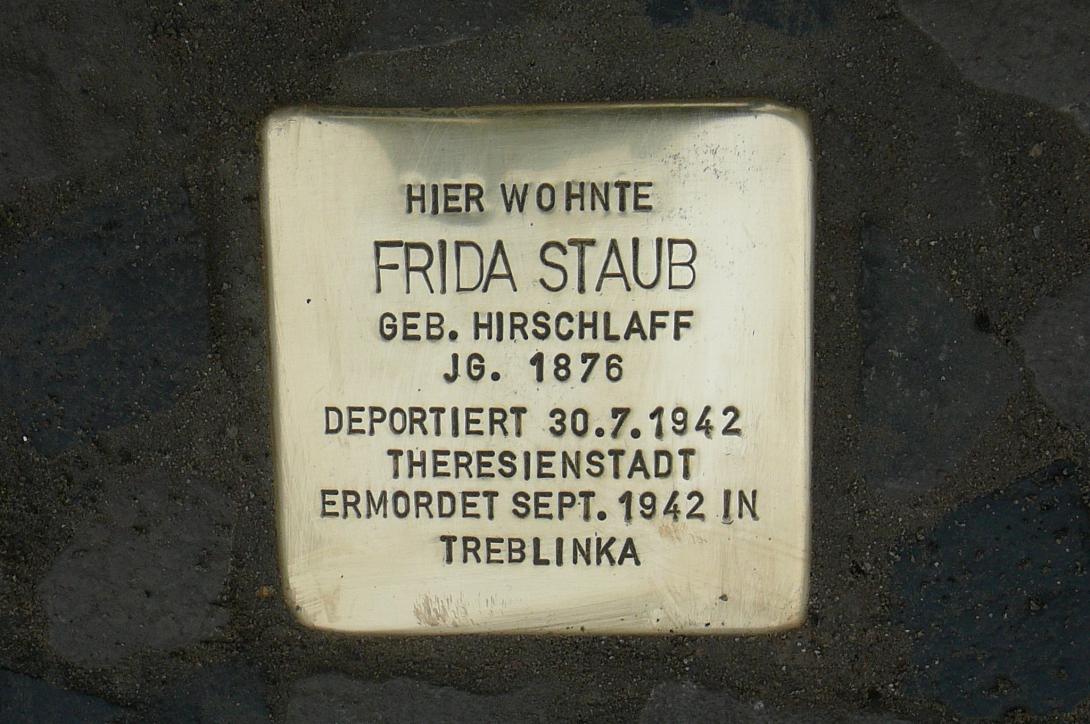 HIER WOHNTE
FRIDA STAUB
GEB. HIRSCHLAFF
JG. 1876
DEPORTIERT 30.7.1942
THERESIENSTADT
ERMORDET SEPT. 1942 IN
TREBLINKA